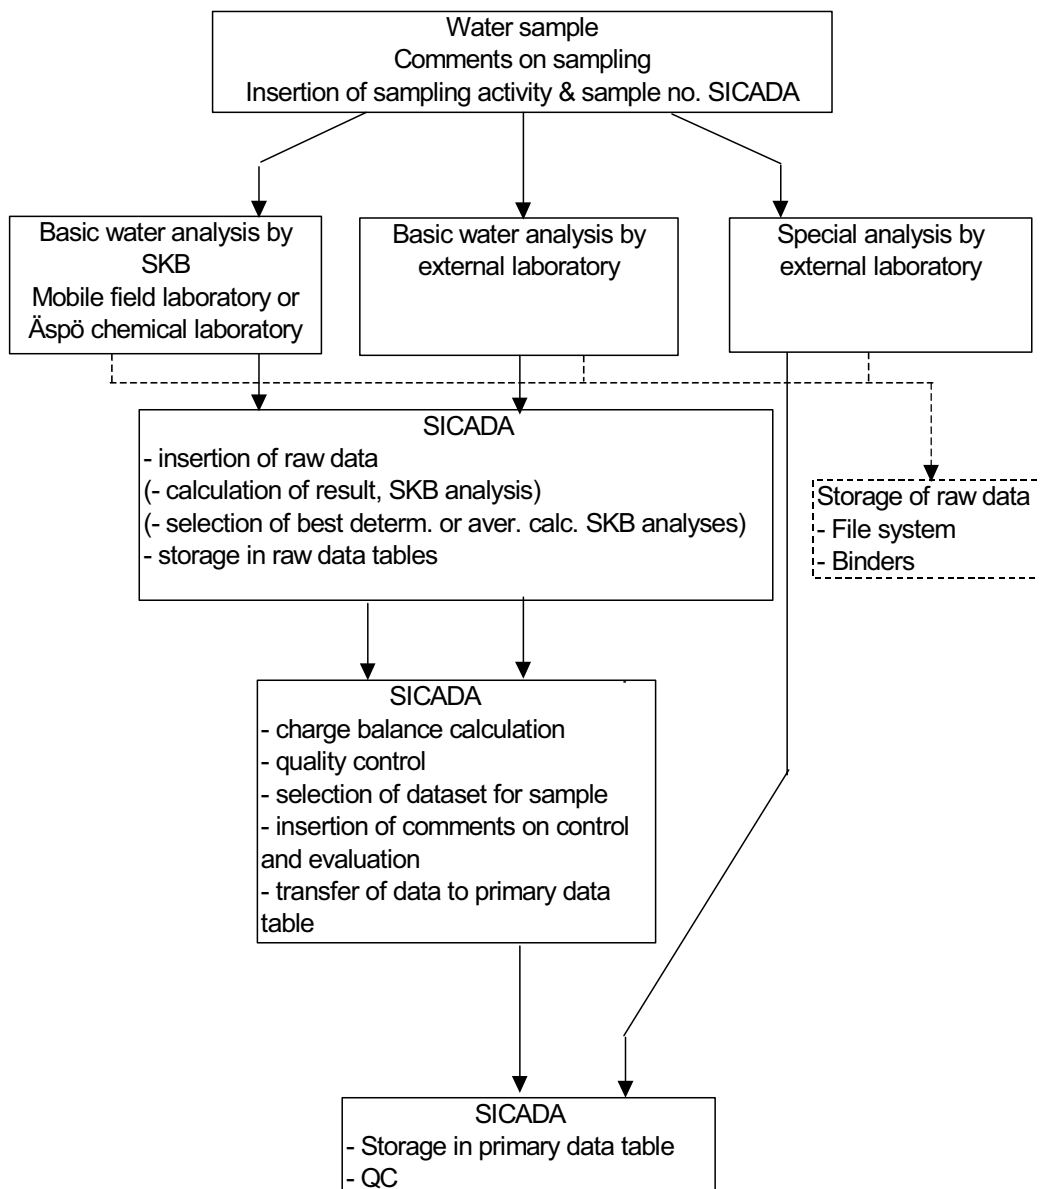 Water sample
Comments on sampling
Insertion of sampling activity & sample no. SICADA
Basic water analysis by
SKB
Mobile field laboratory or
Äspö chemical laboratory
Basic water analysis by
external laboratory
Special analysis by
external laboratory
SICADA
- insertion of raw data
(- calculation of result, SKB analysis)
(- selection of best determ. or aver. calc. SKB analyses)
- storage in raw data tables
Storage of raw data
- File system
- Binders
SICADA
- charge balance calculation
- quality control
- selection of dataset for sample
- insertion of comments on control
and evaluation
- transfer of data to primary data
table
SICADA
- Storage in primary data table
- QC